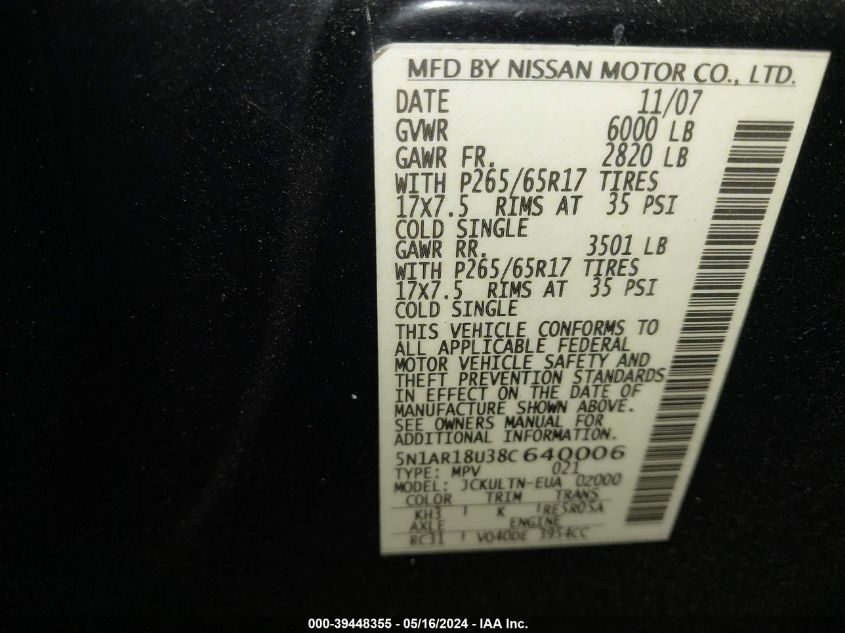 MFD BY NISSAN MOTOR CO., LTD.
DATE 11/07
GVWR 6000 LB
GAWR FR. 2820 LB
WITH P265/65R17 TIRES
17X7.5 RIMS AT 35 PSI
COLD SINGLE
GAWR RR. 3501 LB
WITH P265/65R17 TIRES
17X7.5 RIMS AT 35 PSI
COLD SINGLE
THIS VEHICLE CONFORMS TO
ALL APPLICABLE FEDERAL
MOTOR VEHICLE SAFETY AND
THEFT PREVENTION STANDARDS
IN EFFECT ON THE DATE OF
MANUFACTURE SHOWN ABOVE.
SEE OWNERS MANUAL FOR
ADDITIONAL INFORMATION.
5N1AR18U38C640006
TYPE: MPV 021
MODEL: JCKULTN-EUA 0Z000
COLOR TRIM TRANS
KH3 K RE5R05A
AXLE ENGINE
RC31 VQ40DE 3954CC
000-39448355 - 05/16/2024 - IAA Inc.